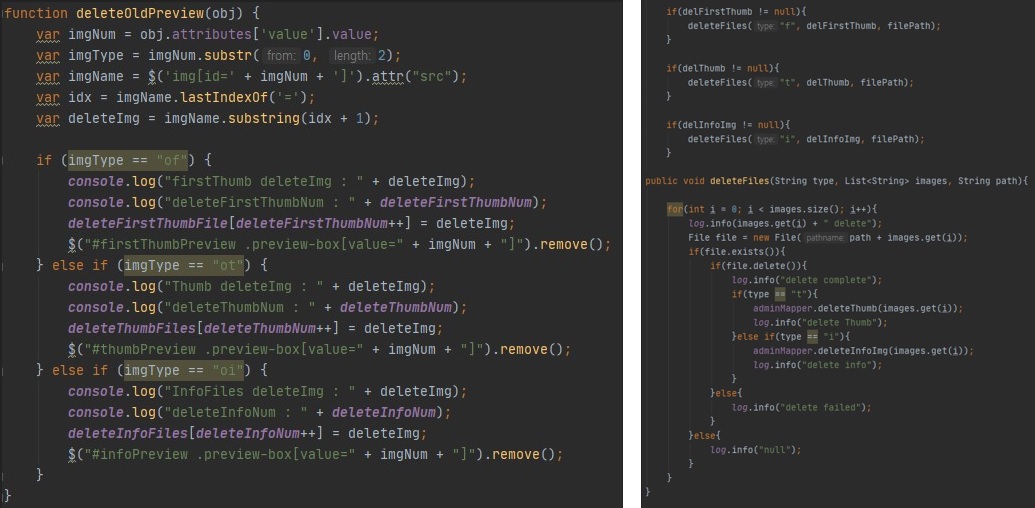 function deleteOldPreview(obj) {
    var imgNum = obj.attributes['value'].value;
    var imgType = imgNum.substr( from: 0, length: 2);
    var imgName = $('img[id=' + imgNum + ']').attr("src");
    var idx = imgName.lastIndexOf('=');
    var deleteImg = imgName.substring(idx + 1);

    if (imgType == "of") {
        console.log("firstThumb deleteImg : " + deleteImg);
        console.log("deleteFirstThumbNum : " + deleteFirstThumbNum);
        deleteFirstThumbFile[deleteFirstThumbNum++] = deleteImg;
        $("#firstThumbPreview .preview-box[value=" + imgNum + "]").remove();
    } else if (imgType == "ot") {
        console.log("Thumb deleteImg : " + deleteImg);
        console.log("deleteThumbNum : " + deleteThumbNum);
        deleteThumbFiles[deleteThumbNum++] = deleteImg;
        $("#thumbPreview .preview-box[value=" + imgNum + "]").remove();
    } else if (imgType == "oi") {
        console.log("InfoFiles deleteImg : " + deleteImg);
        console.log("deleteInfoNum : " + deleteInfoNum);
        deleteInfoFiles[deleteInfoNum++] = deleteImg;
        $("#infoPreview .preview-box[value=" + imgNum + "]").remove();
    }
}
    if(delFirstThumb != null){
        deleteFiles( type: "f", delFirstThumb, filePath);
    }

    if(delThumb != null){
        deleteFiles( type: "t", delThumb, filePath);
    }

    if(delInfoImg != null){
        deleteFiles( type: "i", delInfoImg, filePath);
    }

public void deleteFiles(String type, List<String> images, String path){

    for(int i = 0; i < images.size(); i++){
        log.info(images.get(i) + " delete");
        File file = new File( pathname: path + images.get(i));
        if(file.exists()){
            if(file.delete()){
                log.info("delete complete");
                if(type == "t"){
                    adminMapper.deleteThumb(images.get(i));
                    log.info("delete Thumb");
                }else if(type == "i"){
                    adminMapper.deleteInfoImg(images.get(i));
                    log.info("delete info");
                }
            }else{
                log.info("delete failed");
            }
        }else{
            log.info("null");
        }
    }
}